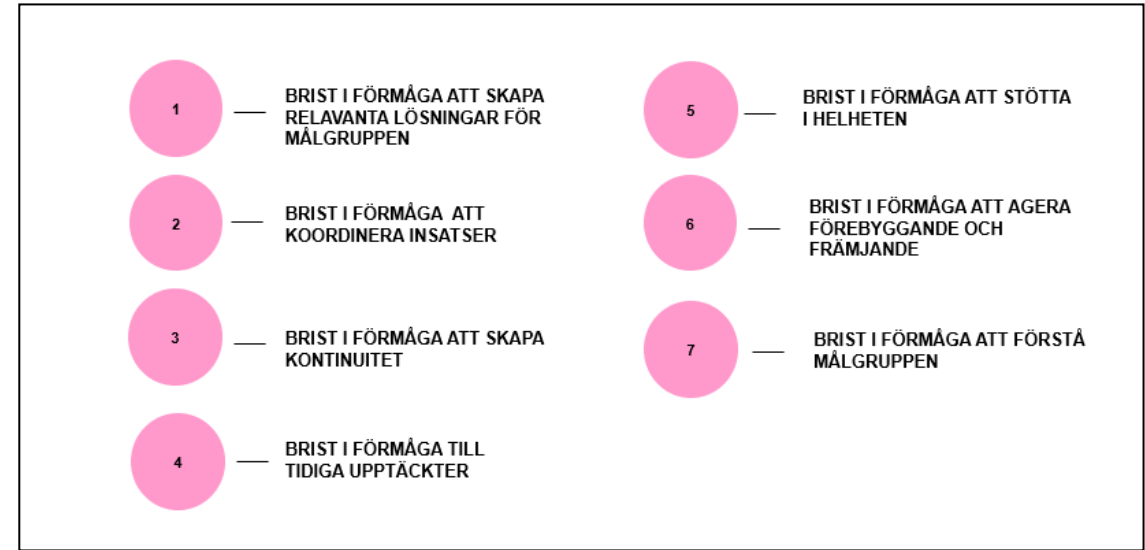 1
BRIST I FÖRMÅGA ATT SKAPA
RELAVANTA LÖSNINGAR FÖR
MÅLGRUPPEN
2
BRIST I FÖRMÅGA ATT
KOORDINERA INSATSER
3
BRIST I FÖRMÅGA ATT SKAPA
KONTINUITET
4
BRIST I FÖRMÅGA TILL
TIDIGA UPPTÄCKTER
5
BRIST I FÖRMÅGA ATT STÖTTA
I HELHETEN
6
BRIST I FÖRMÅGA ATT AGERA
FÖREBYGGANDE OCH
FRÄMJANDE
7
BRIST I FÖRMÅGA ATT FÖRSTÅ
MÅLGRUPPEN